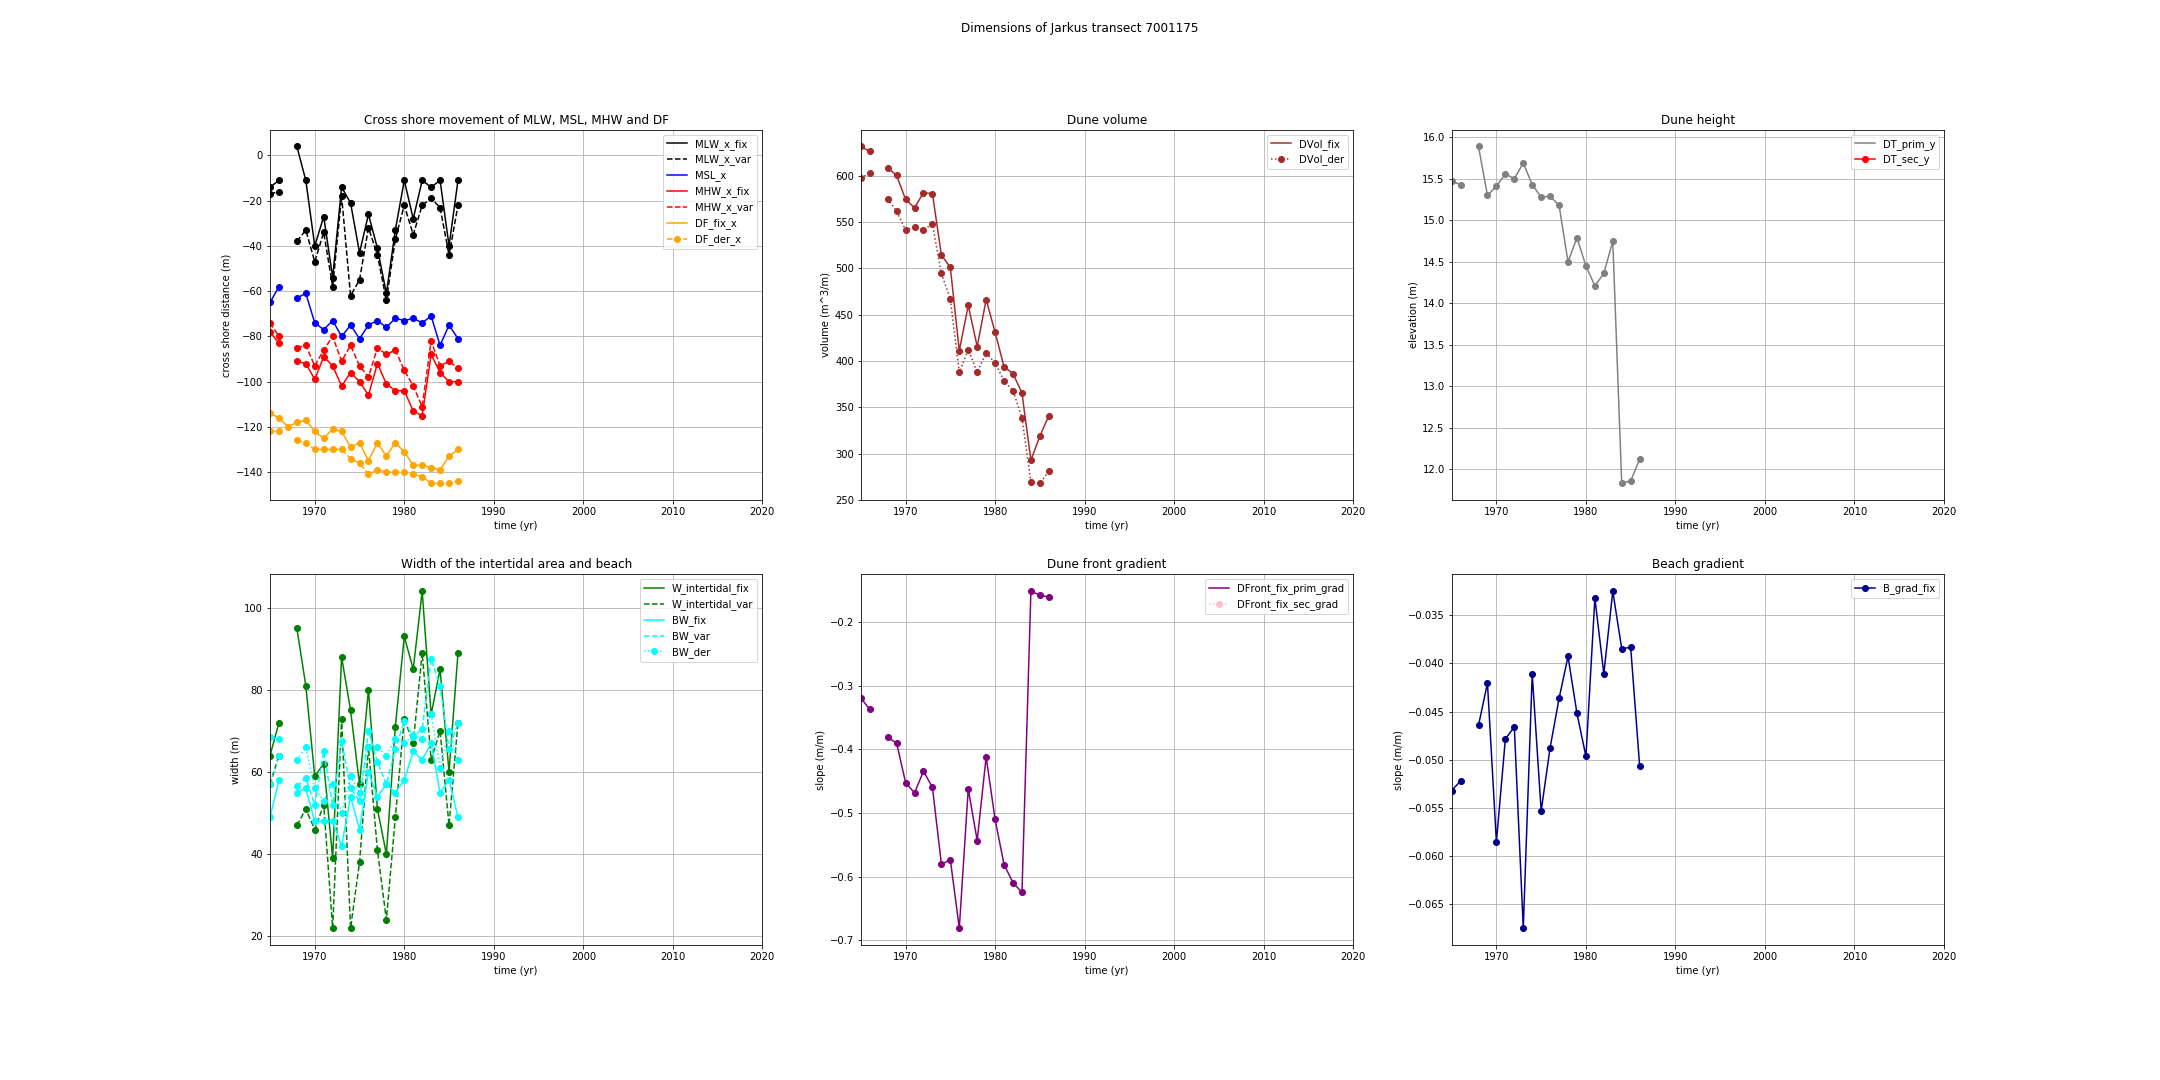 Dimensions of Jarkus transect 7001175
Cross shore movement of MLW, MSL, MHW and DF
cross shore distance (m)
0
−20
−40
−60
−80
−100
−120
−140
MLW_x_fix
MLW_x_var
MSL_x
MHW_x_fix
MHW_x_var
DF_fix_x
DF_der_x
1970 1980 1990 2000 2010 2020
time (yr)
Dune volume
volume (m^3/m)
600
550
500
450
400
350
300
250
DVol_fix
DVol_der
1970 1980 1990 2000 2010 2020
time (yr)
Dune height
elevation (m)
16.0
15.5
15.0
14.5
14.0
13.5
13.0
12.5
12.0
DT_prim_y
DT_sec_y
1970 1980 1990 2000 2010 2020
time (yr)
Width of the intertidal area and beach
width (m)
100
80
60
40
20
W_intertidal_fix
W_intertidal_var
BW_fix
BW_var
BW_der
1970 1980 1990 2000 2010 2020
time (yr)
Dune front gradient
slope (m/m)
−0.2
−0.3
−0.4
−0.5
−0.6
−0.7
DFront_fix_prim_grad
DFront_fix_sec_grad
1970 1980 1990 2000 2010 2020
time (yr)
Beach gradient
slope (m/m)
−0.035
−0.040
−0.045
−0.050
−0.055
−0.060
−0.065
B_grad_fix
1970 1980 1990 2000 2010 2020
time (yr)